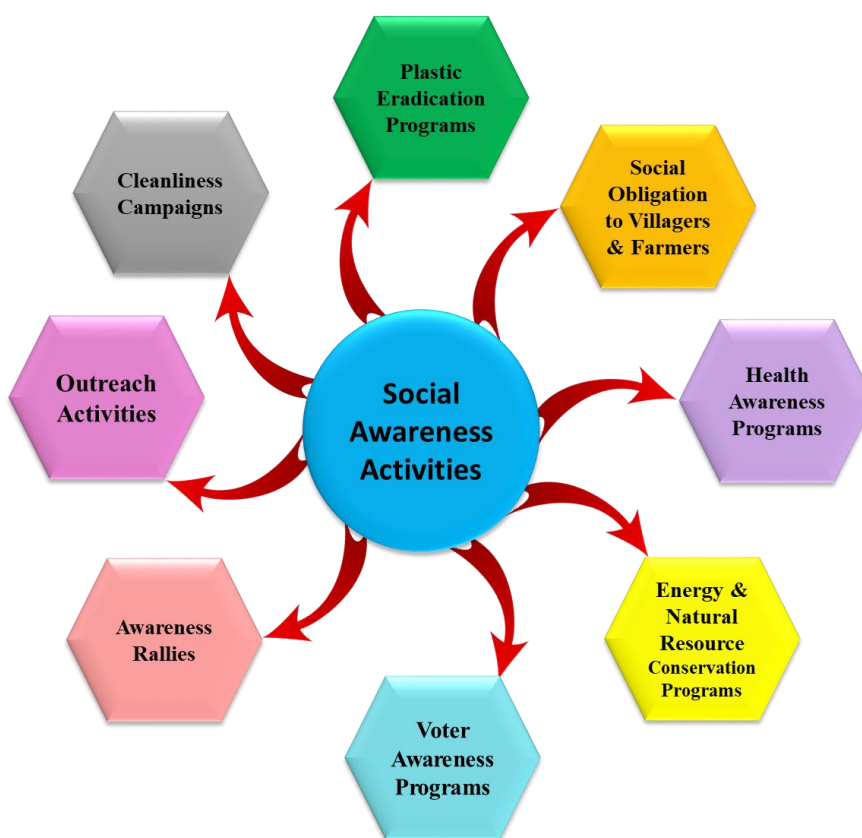 Plastic
Eradication
Programs
Social
Obligation
to Villagers
& Farmers
Health
Awareness
Programs
Energy &
Natural
Resource
Conservation
Programs
Voter
Awareness
Programs
Awareness
Rallies
Outreach
Activities
Cleanliness
Campaigns
Social
Awareness
Activities